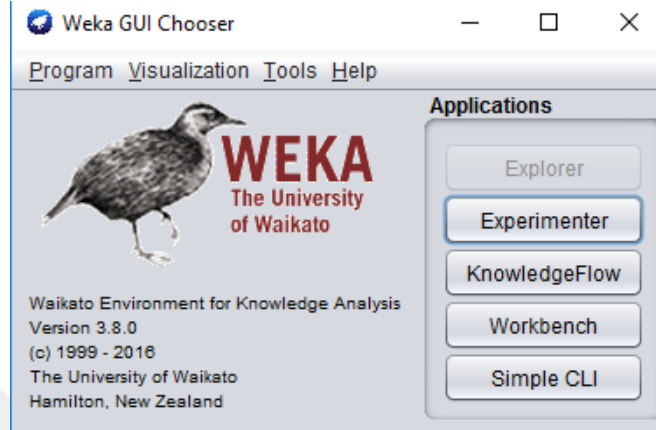 Weka GUI Chooser
Program Visualization Tools Help
WEKA
The University
of Waikato
Waikato Environment for Knowledge Analysis
Version 3.8.0
(c) 1999 - 2016
The University of Waikato
Hamilton, New Zealand
Applications
Explorer
Experimenter
KnowledgeFlow
Workbench
Simple CLI